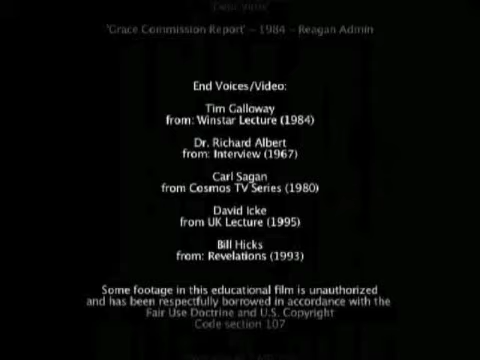 'Grace Commission Report' - 1984 - Reagan Admin
End Voices/Video:
Tim Galloway
from: Winstar Lecture (1984)
Dr. Richard Albert
from: Interview (1967)
Carl Sagan
from Cosmos TV Series (1980)
David Icke
from UK Lecture (1995)
Bill Hicks
from: Revelations (1993)
Some footage in this educational film is unauthorized
and has been respectfully borrowed in accordance with the
Fair Use Doctrine and U.S. Copyright
Code section 107